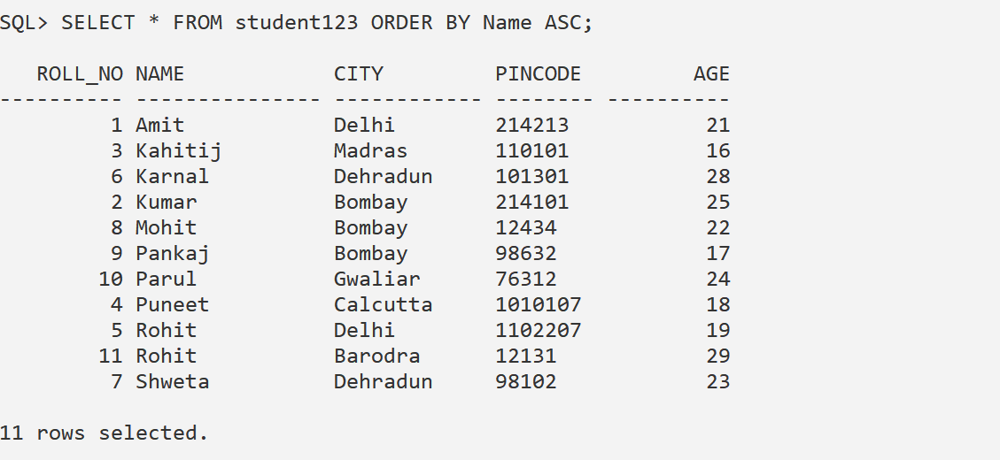 SQL> SELECT * FROM student123 ORDER BY Name ASC;
ROLL_NO NAME CITY PINCODE AGE
---------- --------------- ------------ -------- ----------
1 Amit Delhi 214213 21
3 Kahitij Madras 110101 16
6 Karnal Dehradun 101301 28
2 Kumar Bombay 214101 25
8 Mohit Bombay 12434 22
9 Pankaj Bombay 98632 17
10 Parul Gwaliar 76312 24
4 Puneet Calcutta 1010107 18
5 Rohit Delhi 1102207 19
11 Rohit Barodra 12131 29
7 Shweta Dehradun 98102 23
11 rows selected.